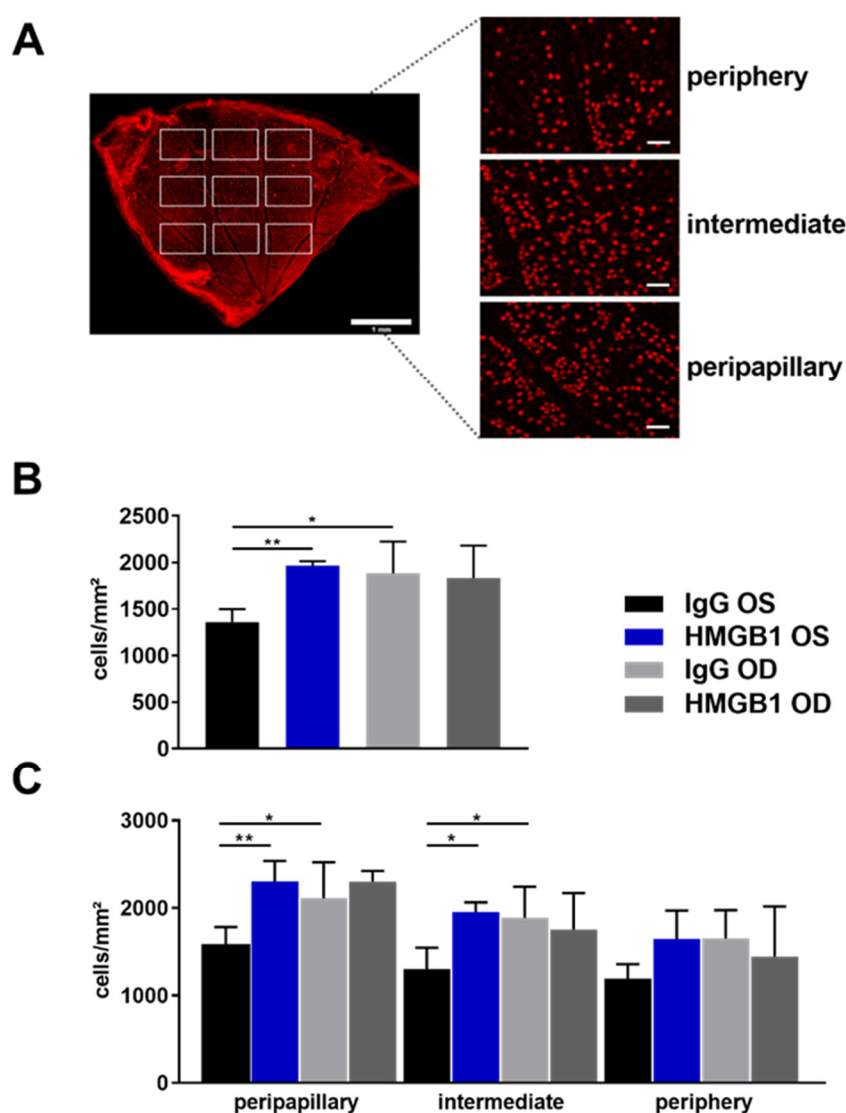 A
periphery
intermediate
peripapillary
1 mm
B
2500
2000
1500
1000
500
0
cells/mm²
*
**
IgG OS
HMGB1 OS
IgG OD
HMGB1 OD
C
3000
2000
1000
0
cells/mm²
*
**
*
*
peripapillary
intermediate
periphery